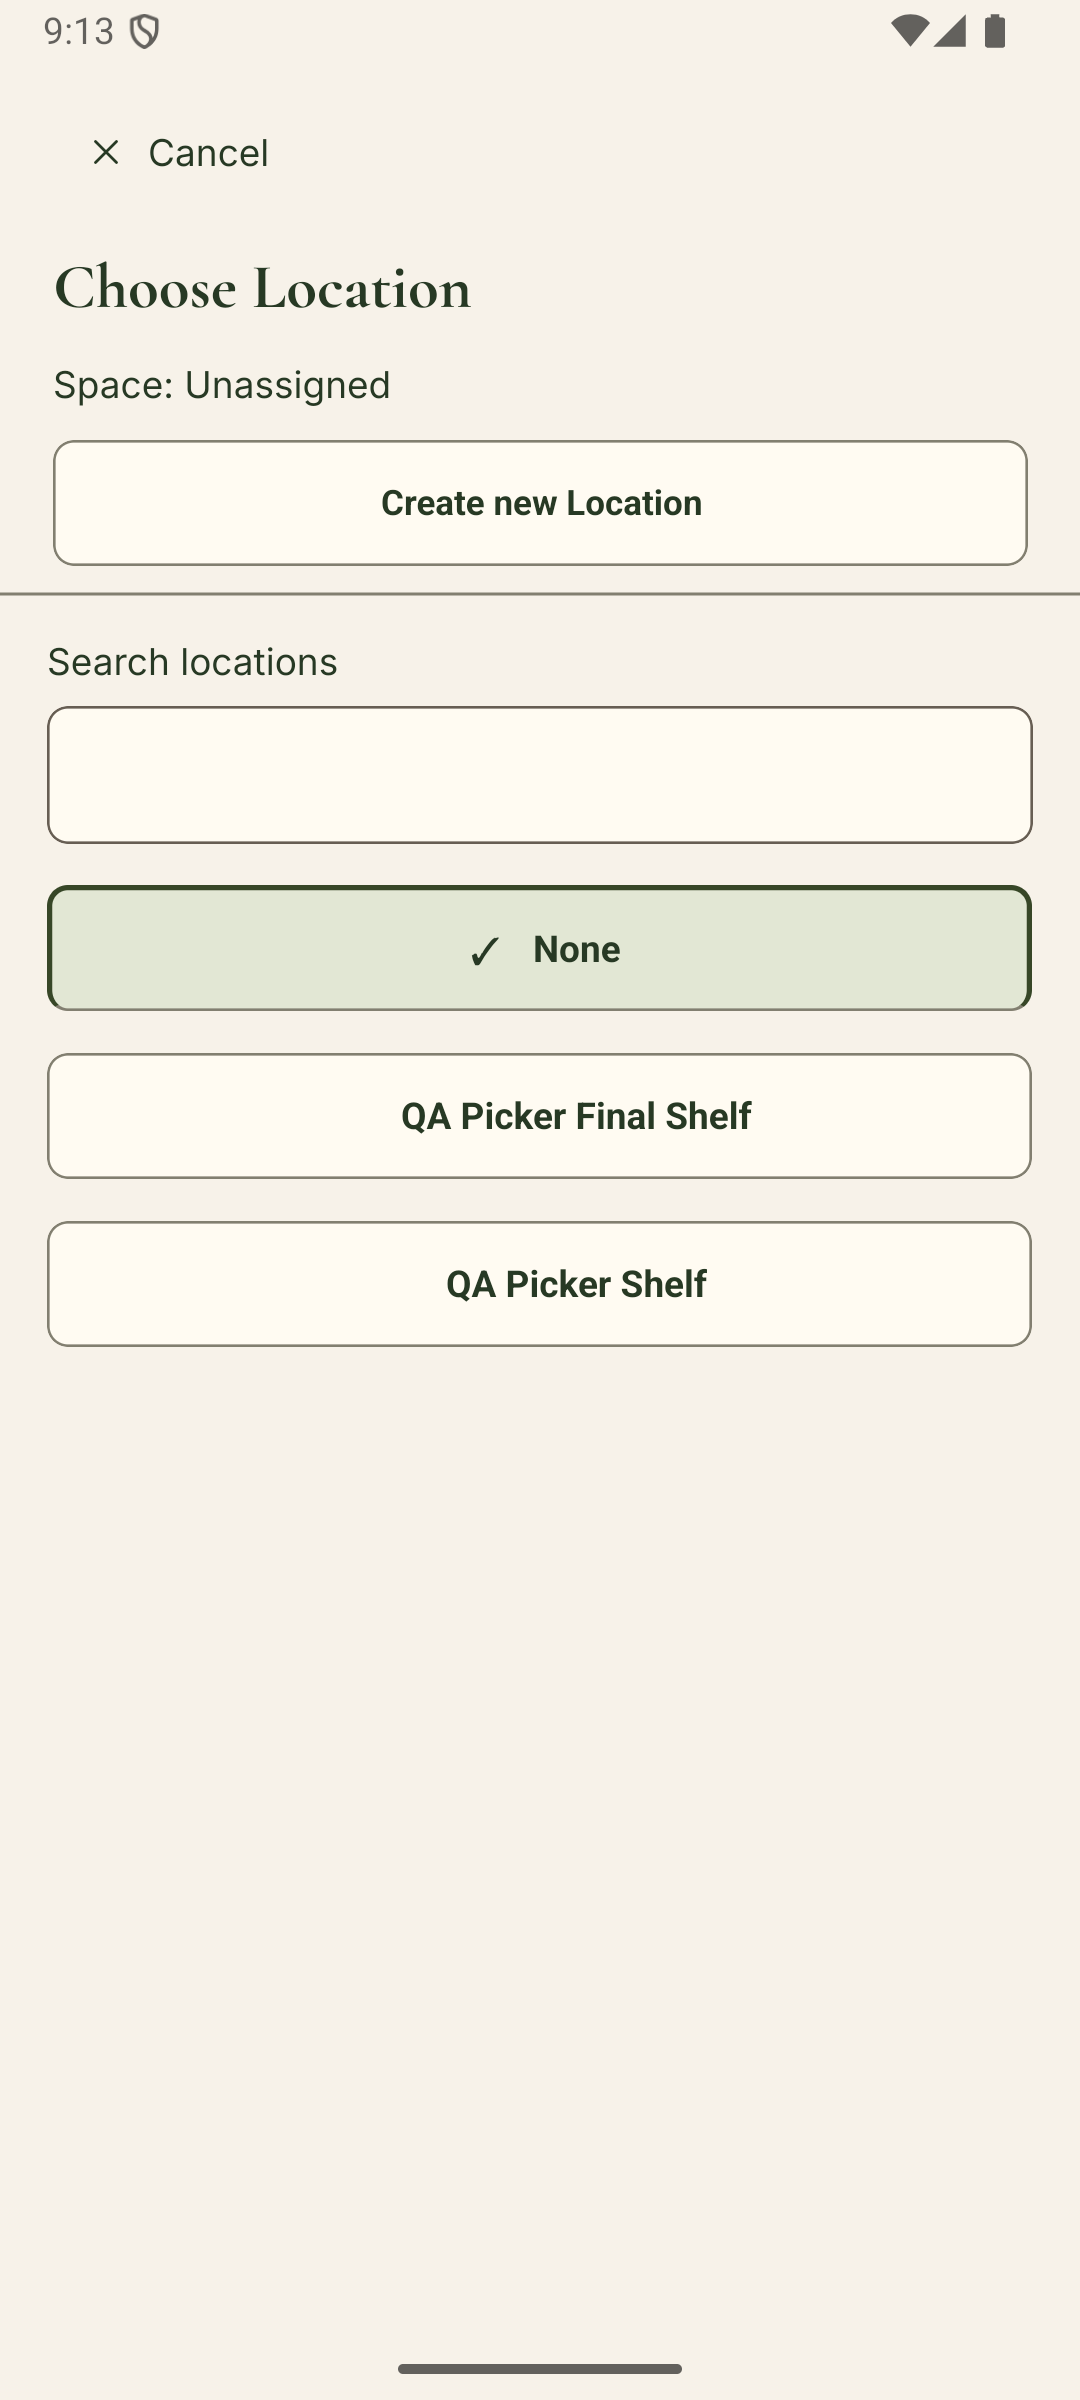 9:13
Cancel
Choose Location
Space: Unassigned
Create new Location
Search locations
✓ None
QA Picker Final Shelf
QA Picker Shelf